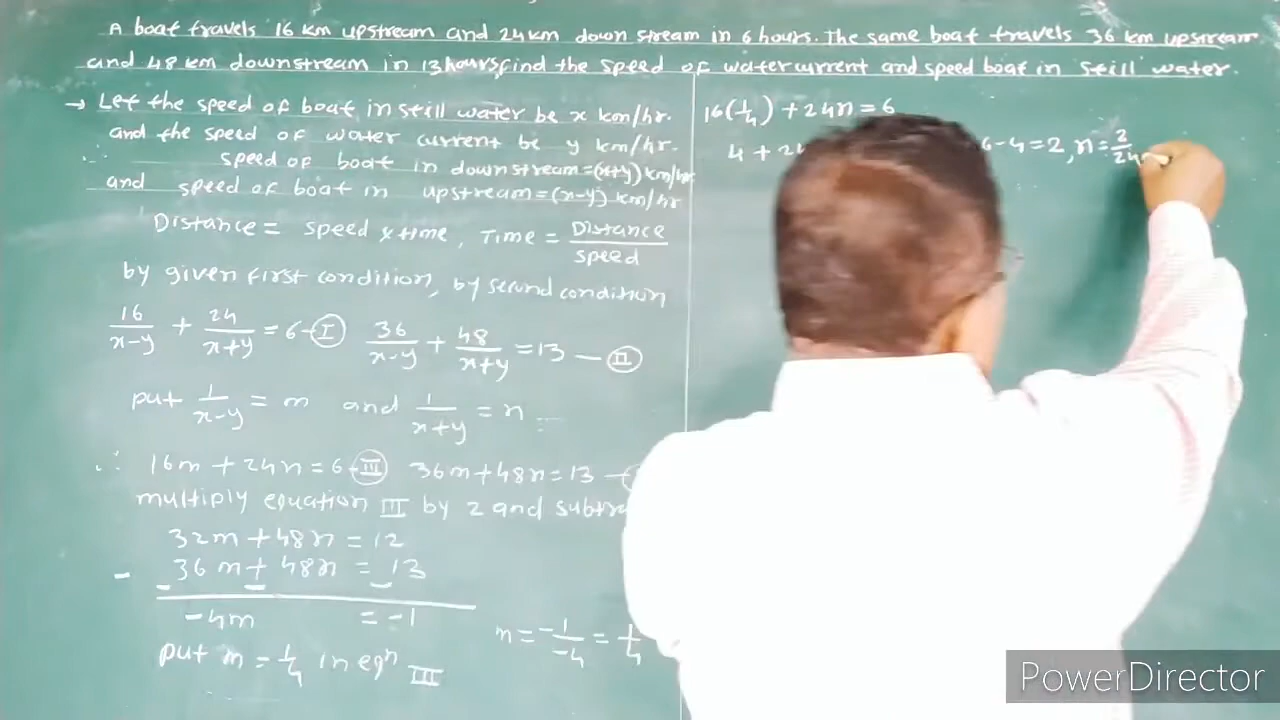 A boat travels 16 km upstream and 24 km down stream in 6 hours. The same boat travels 36 km upstream
and 48 km downstream in 13 hours, find the speed of water current and speed boat in still water.
→ Let the speed of boat in still water be x km/hr.
and the speed of water current be y km/hr.
∴ speed of boat in downstream = (x+y) km/hr
and speed of boat in upstream = (x-y) km/hr
Distance = speed x time, Time = Distance/speed
by given first condition, by second condition
16/x-y + 24/x+y = 6 - I 36/x-y + 48/x+y = 13 — II
put 1/x-y = m and 1/x+y = n
∴ 16m + 24n = 6 - III 36m + 48n = 13 —
multiply equation III by 2 and
32m + 48n = 12
- 36m + 48n = 13
- - -
-4m = -1
m = -1/-4 = 1/4
put m = 1/4 in eqn III
16(1/4) + 24n = 6
4 + 6-4 = 2, n = 2/24
PowerDirector